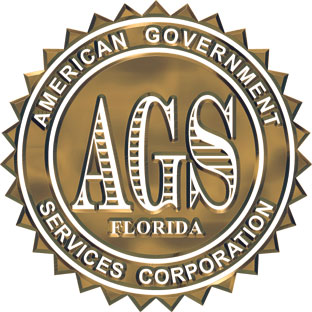 AMERICAN GOVERNMENT
AGS
FLORIDA
SERVICES CORPORATION